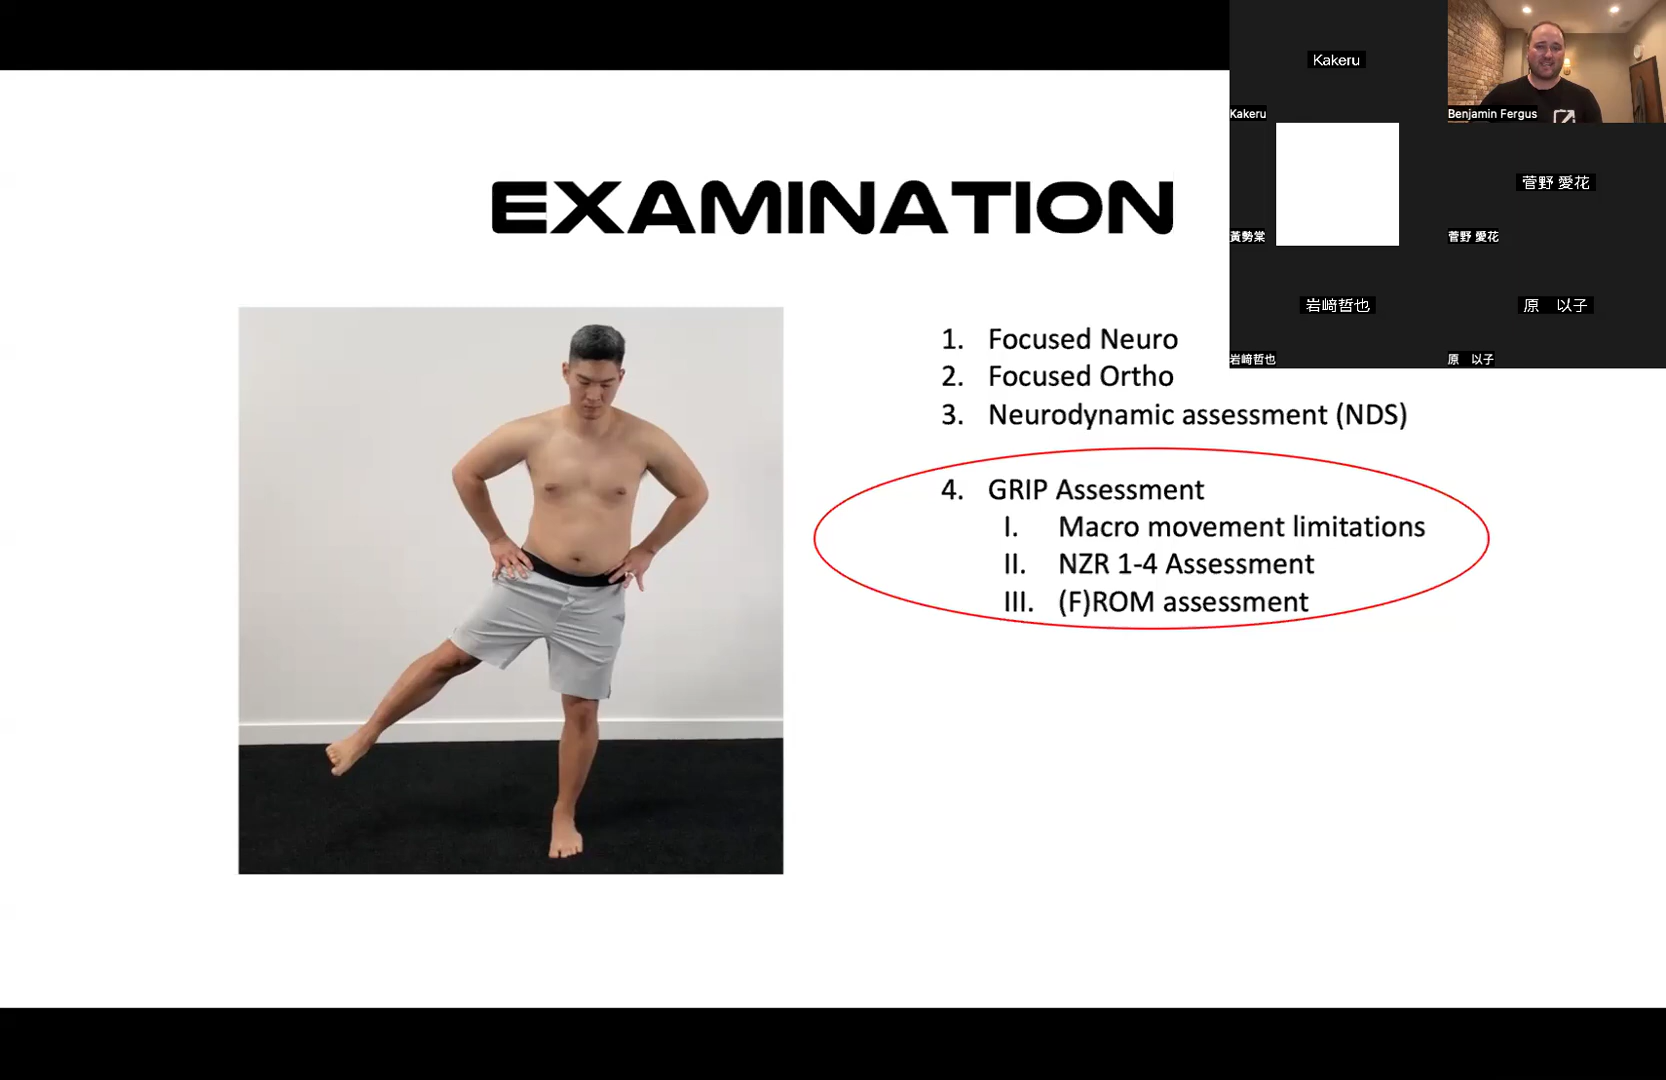 Kakeru
Kakeru
Benjamin Fergus
黃勢棠
菅野 愛花
菅野 愛花
岩﨑哲也
岩﨑哲也
原　以子
原　以子
EXAMINATION
1. Focused Neuro
2. Focused Ortho
3. Neurodynamic assessment (NDS)
4. GRIP Assessment
I. Macro movement limitations
II. NZR 1-4 Assessment
III. (F)ROM assessment